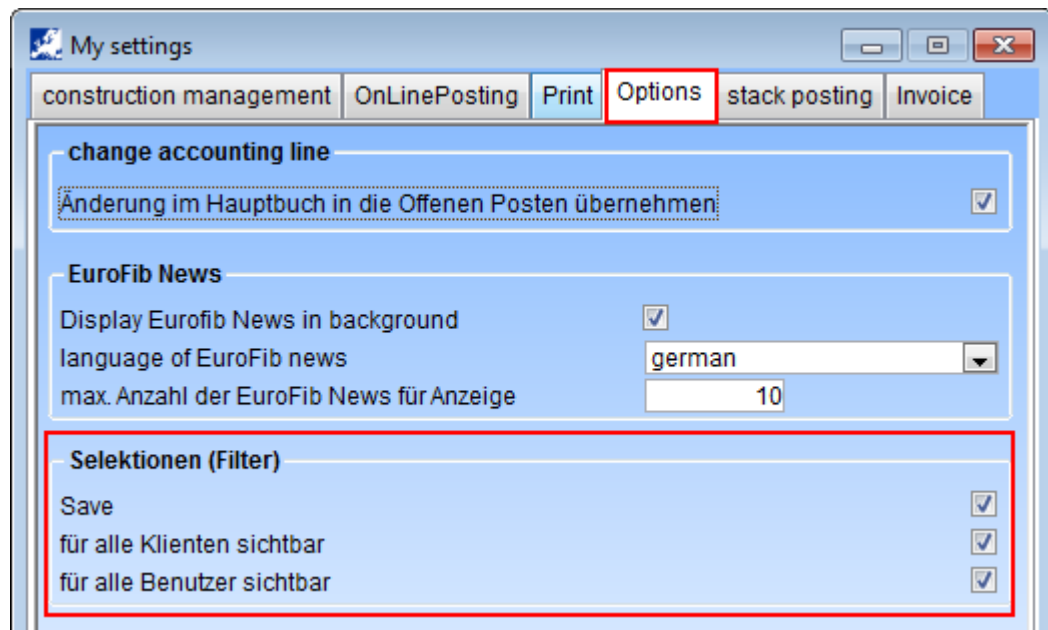 My settings
construction management OnLinePosting Print Options stack posting Invoice
change accounting line
Änderung im Hauptbuch in die Offenen Posten übernehmen
EuroFib News
Display Eurofib News in background
language of EuroFib news german
max. Anzahl der EuroFib News für Anzeige 10
Selektionen (Filter)
Save
für alle Klienten sichtbar
für alle Benutzer sichtbar